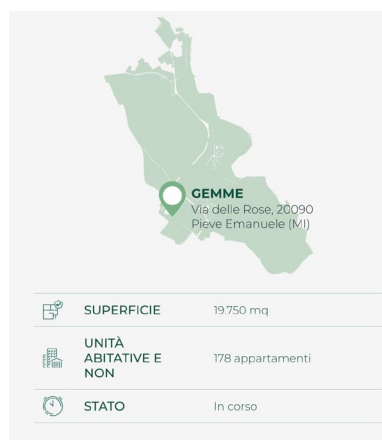 GEMME
Via delle Rose, 20090
Pieve Emanuele (MI)
SUPERFICIE 19.750 mq
UNITÀ
ABITATIVE E 178 appartamenti
NON
STATO In corso